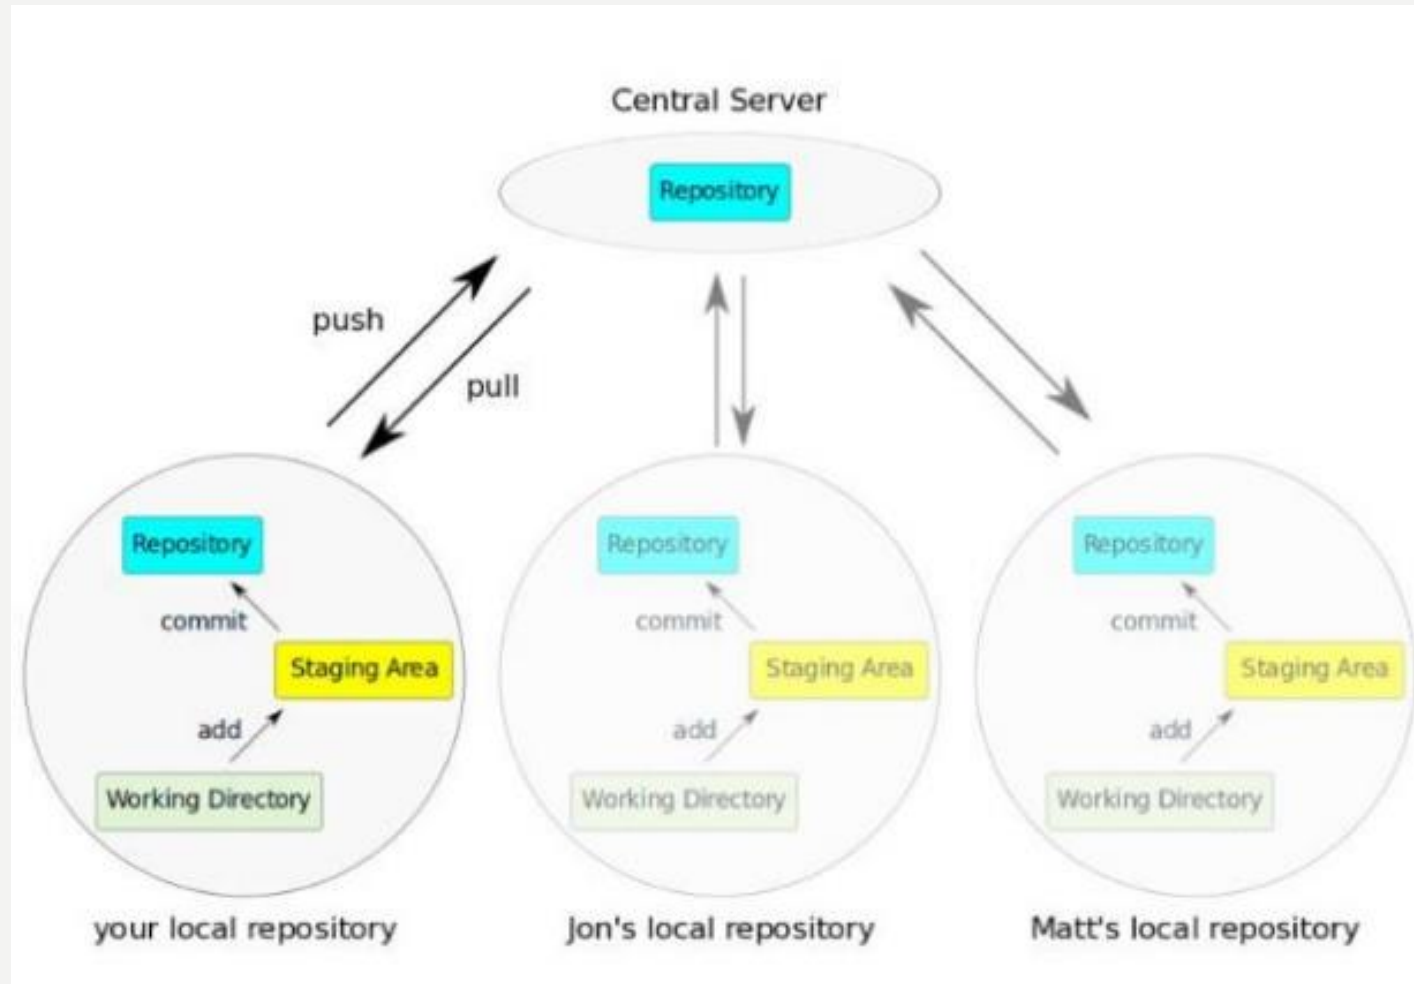 Central Server
Repository
push
pull
Repository
commit
Staging Area
add
Working Directory
your local repository
Repository
commit
Staging Area
add
Working Directory
Jon's local repository
Repository
commit
Staging Area
add
Working Directory
Matt's local repository